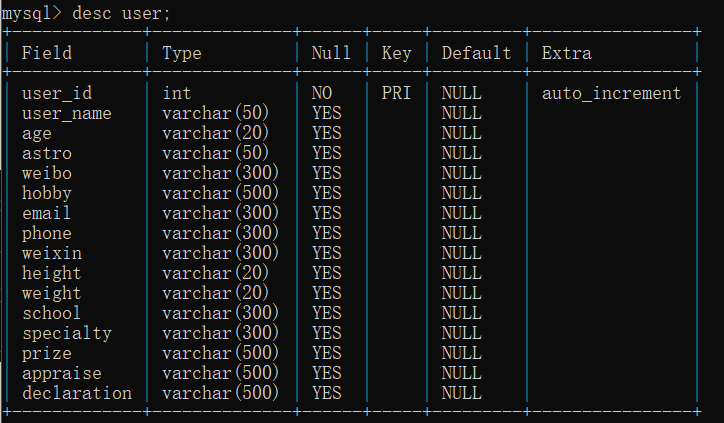 mysql> desc user;
+-------------+--------------+------+-----+---------+----------------+
| Field       | Type         | Null | Key | Default | Extra          |
+-------------+--------------+------+-----+---------+----------------+
| user_id     | int          | NO   | PRI | NULL    | auto_increment |
| user_name   | varchar(50)  | YES  |     | NULL    |                |
| age         | varchar(20)  | YES  |     | NULL    |                |
| astro       | varchar(50)  | YES  |     | NULL    |                |
| weibo       | varchar(300) | YES  |     | NULL    |                |
| hobby       | varchar(500) | YES  |     | NULL    |                |
| email       | varchar(300) | YES  |     | NULL    |                |
| phone       | varchar(300) | YES  |     | NULL    |                |
| weixin      | varchar(300) | YES  |     | NULL    |                |
| height      | varchar(20)  | YES  |     | NULL    |                |
| weight      | varchar(20)  | YES  |     | NULL    |                |
| school      | varchar(300) | YES  |     | NULL    |                |
| specialty   | varchar(300) | YES  |     | NULL    |                |
| prize       | varchar(500) | YES  |     | NULL    |                |
| appraise    | varchar(500) | YES  |     | NULL    |                |
| declaration | varchar(500) | YES  |     | NULL    |                |
+-------------+--------------+------+-----+---------+----------------+